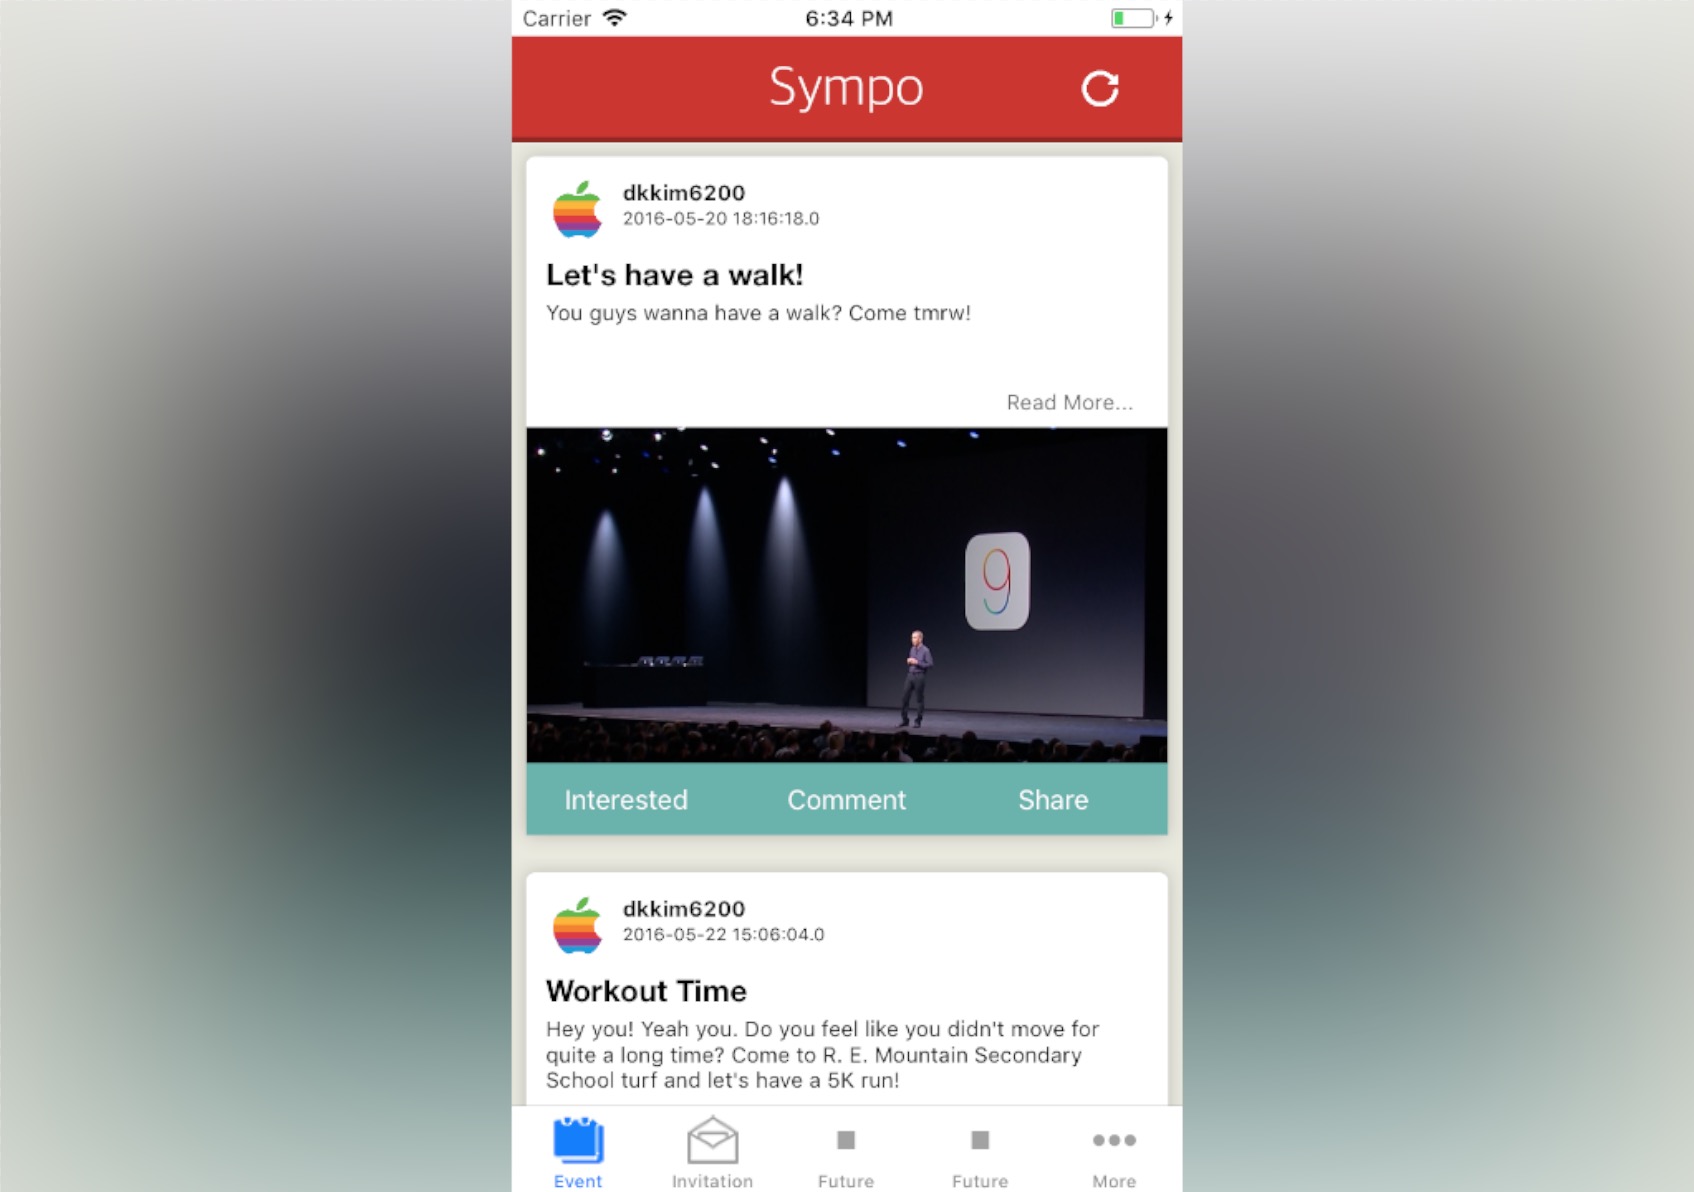 Carrier 6:34 PM
Sympo
dkkim6200
2016-05-20 18:16:18.0
Let's have a walk!
You guys wanna have a walk? Come tmrw!
Read More...
9
Interested Comment Share
dkkim6200
2016-05-22 15:06:04.0
Workout Time
Hey you! Yeah you. Do you feel like you didn't move for
quite a long time? Come to R. E. Mountain Secondary
School turf and let's have a 5K run!
Event Invitation Future Future More